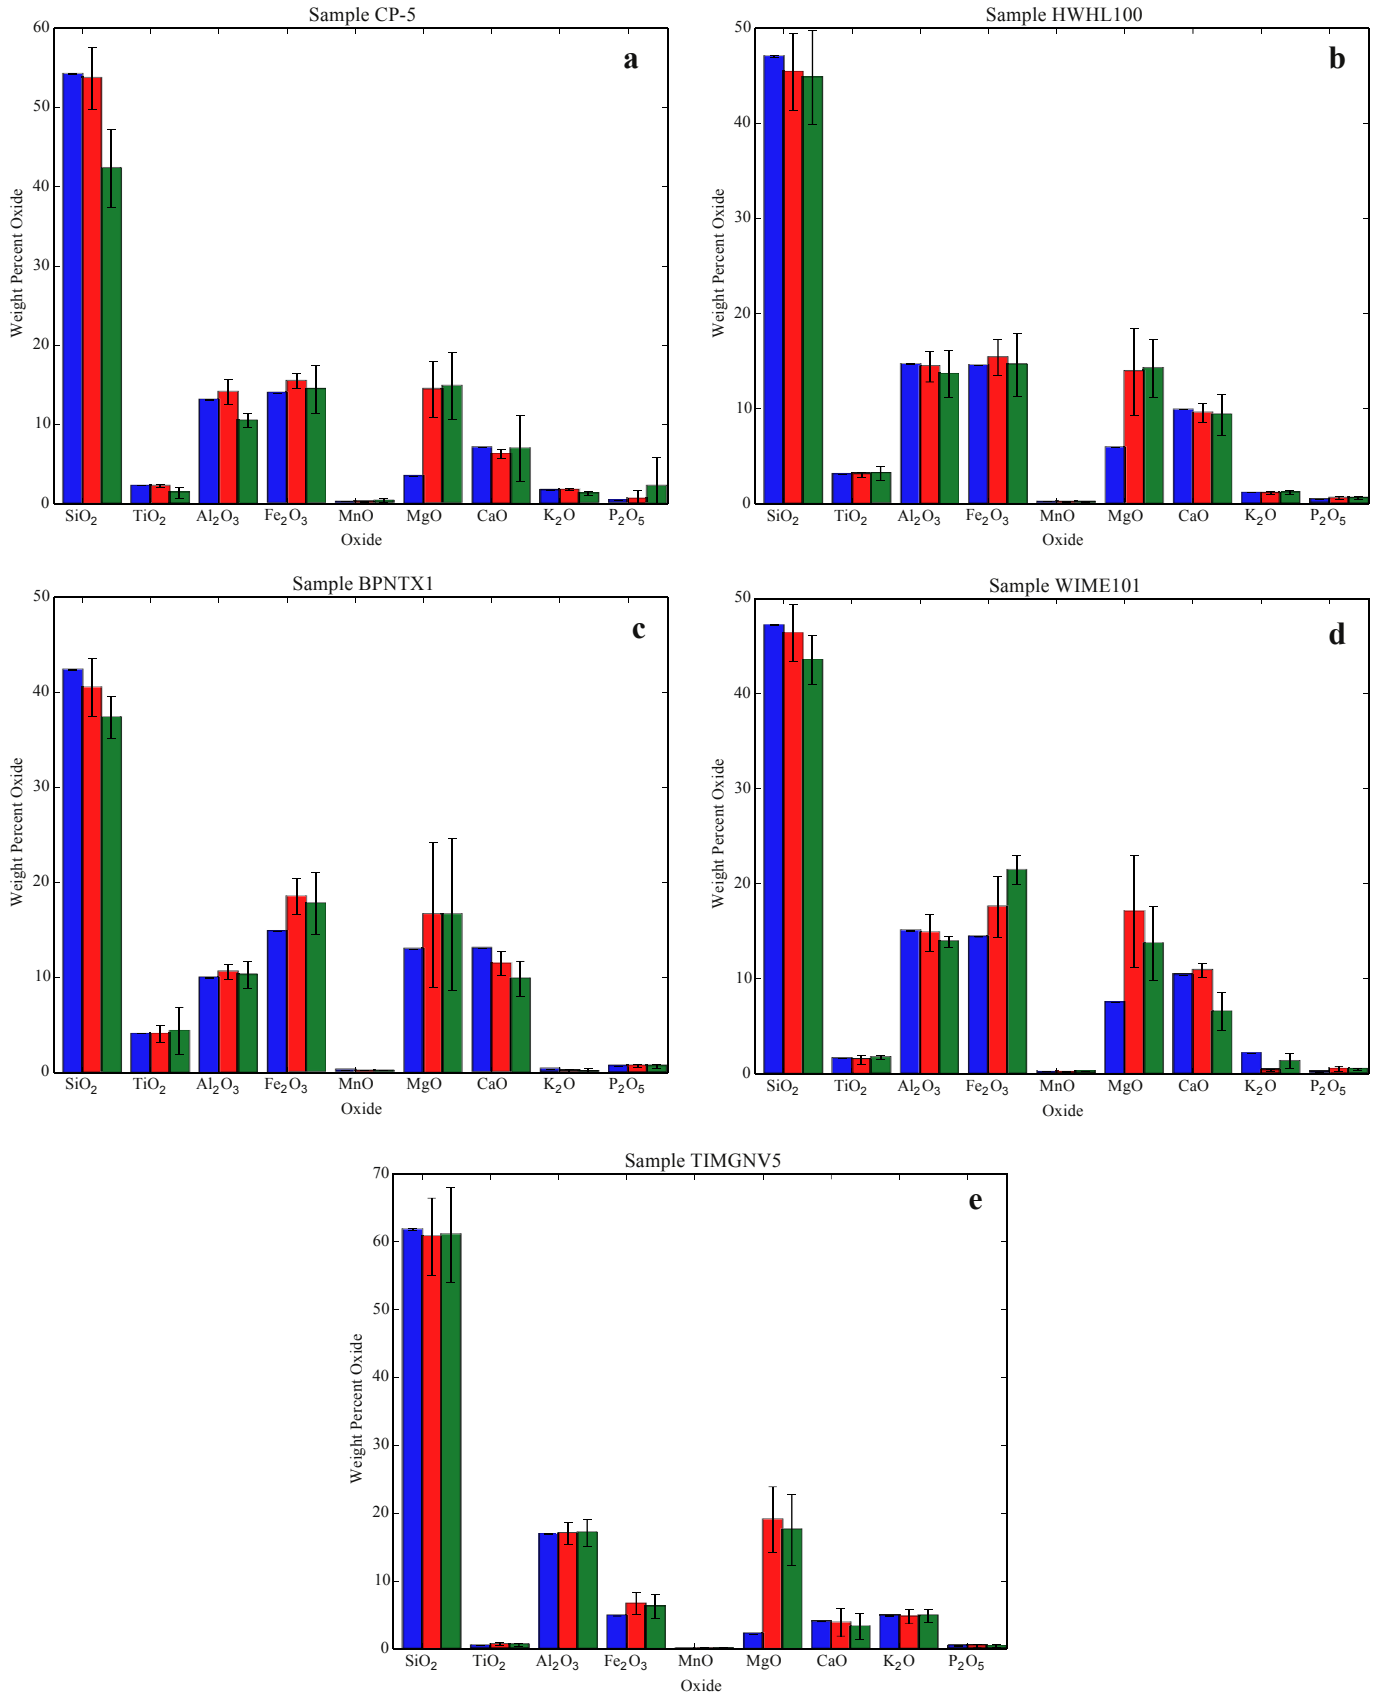 Sample CP-5
a
60
50
40
30
20
10
0
Weight Percent Oxide
SiO₂ TiO₂ Al₂O₃ Fe₂O₃ MnO MgO CaO K₂O P₂O₅
Oxide
Sample HWHL100
b
50
40
30
20
10
0
Weight Percent Oxide
SiO₂ TiO₂ Al₂O₃ Fe₂O₃ MnO MgO CaO K₂O P₂O₅
Oxide
Sample BPNTX1
c
50
40
30
20
10
0
Weight Percent Oxide
SiO₂ TiO₂ Al₂O₃ Fe₂O₃ MnO MgO CaO K₂O P₂O₅
Oxide
Sample WIME101
d
50
40
30
20
10
0
Weight Percent Oxide
SiO₂ TiO₂ Al₂O₃ Fe₂O₃ MnO MgO CaO K₂O P₂O₅
Oxide
Sample TIMGNV5
e
70
60
50
40
30
20
10
0
Weight Percent Oxide
SiO₂ TiO₂ Al₂O₃ Fe₂O₃ MnO MgO CaO K₂O P₂O₅
Oxide